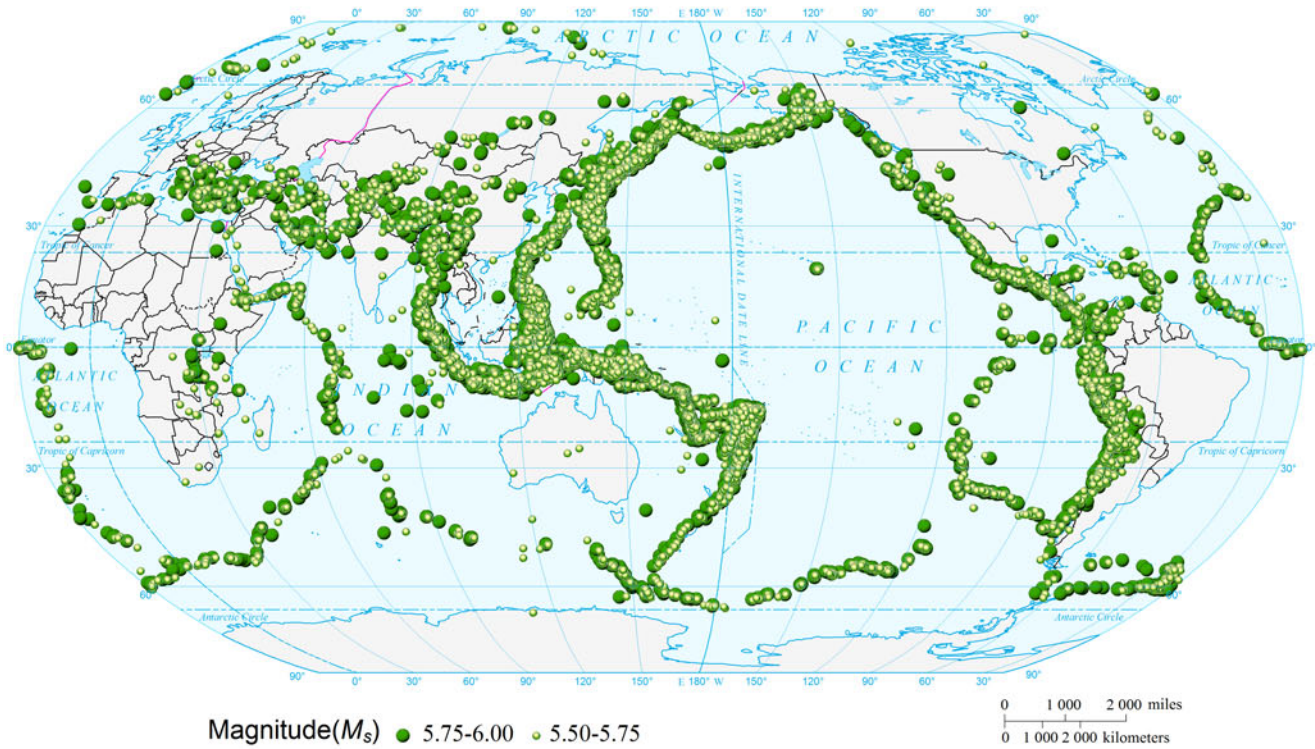 90° 0° 30° 60° 90° 120° 150° 180° 150° 120° 90° 60° 30° 90°
E W
ARCTIC OCEAN
Arctic Circle
Arctic Circle
60°
60°
INTERNATIONAL DATE LINE
30°
30°
Tropic of Cancer
Tropic of Cancer
ATLANTIC
OCEAN
PACIFIC
OCEAN
Equator
0°
0°
ATLANTIC
OCEAN
INDIAN
OCEAN
Tropic of Capricorn
Tropic of Capricorn
30°
30°
60°
60°
Antarctic Circle
Antarctic Circle
90° 0° 30° 60° 90° 120° 150° E 180° W 150° 120° 90° 60° 30° 90°
Magnitude(Ms) 5.75-6.00 5.50-5.75
0 1 000 2 000 miles
0 1 000 2 000 kilometers